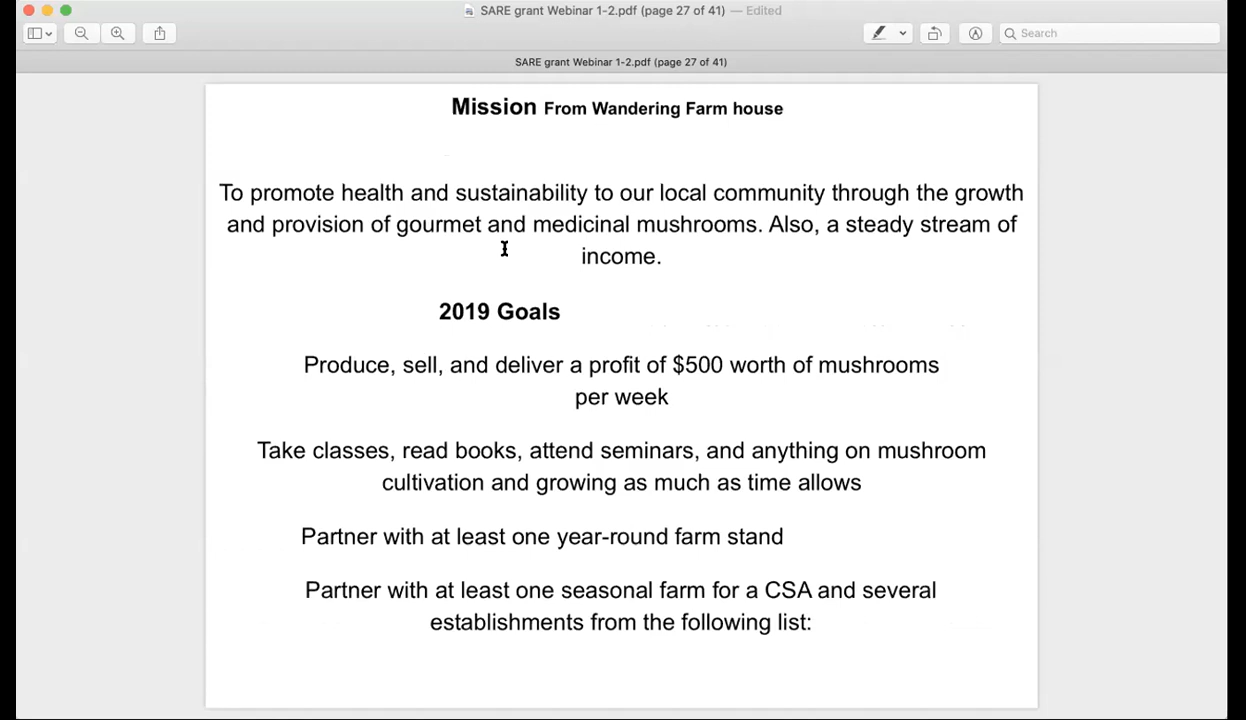 SARE grant Webinar 1-2.pdf (page 27 of 41) — Edited
Search
SARE grant Webinar 1-2.pdf (page 27 of 41)
Mission From Wandering Farm house
To promote health and sustainability to our local community through the growth
and provision of gourmet and medicinal mushrooms. Also, a steady stream of
income.
2019 Goals
Produce, sell, and deliver a profit of $500 worth of mushrooms
per week
Take classes, read books, attend seminars, and anything on mushroom
cultivation and growing as much as time allows
Partner with at least one year-round farm stand
Partner with at least one seasonal farm for a CSA and several
establishments from the following list: